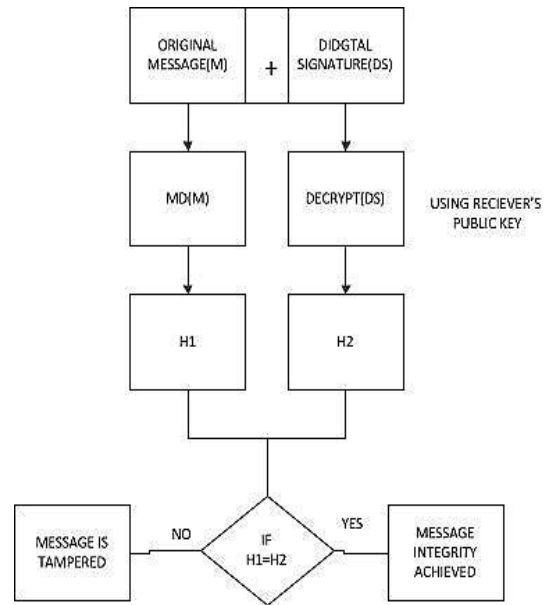 ORIGINAL
MESSAGE(M)
+
DIDGTAL
SIGNATURE(DS)
MD(M)
DECRYPT(DS)
USING RECIEVER'S
PUBLIC KEY
H1
H2
MESSAGE IS
TAMPERED
NO
IF
H1=H2
YES
MESSAGE
INTEGRITY
ACHIEVED